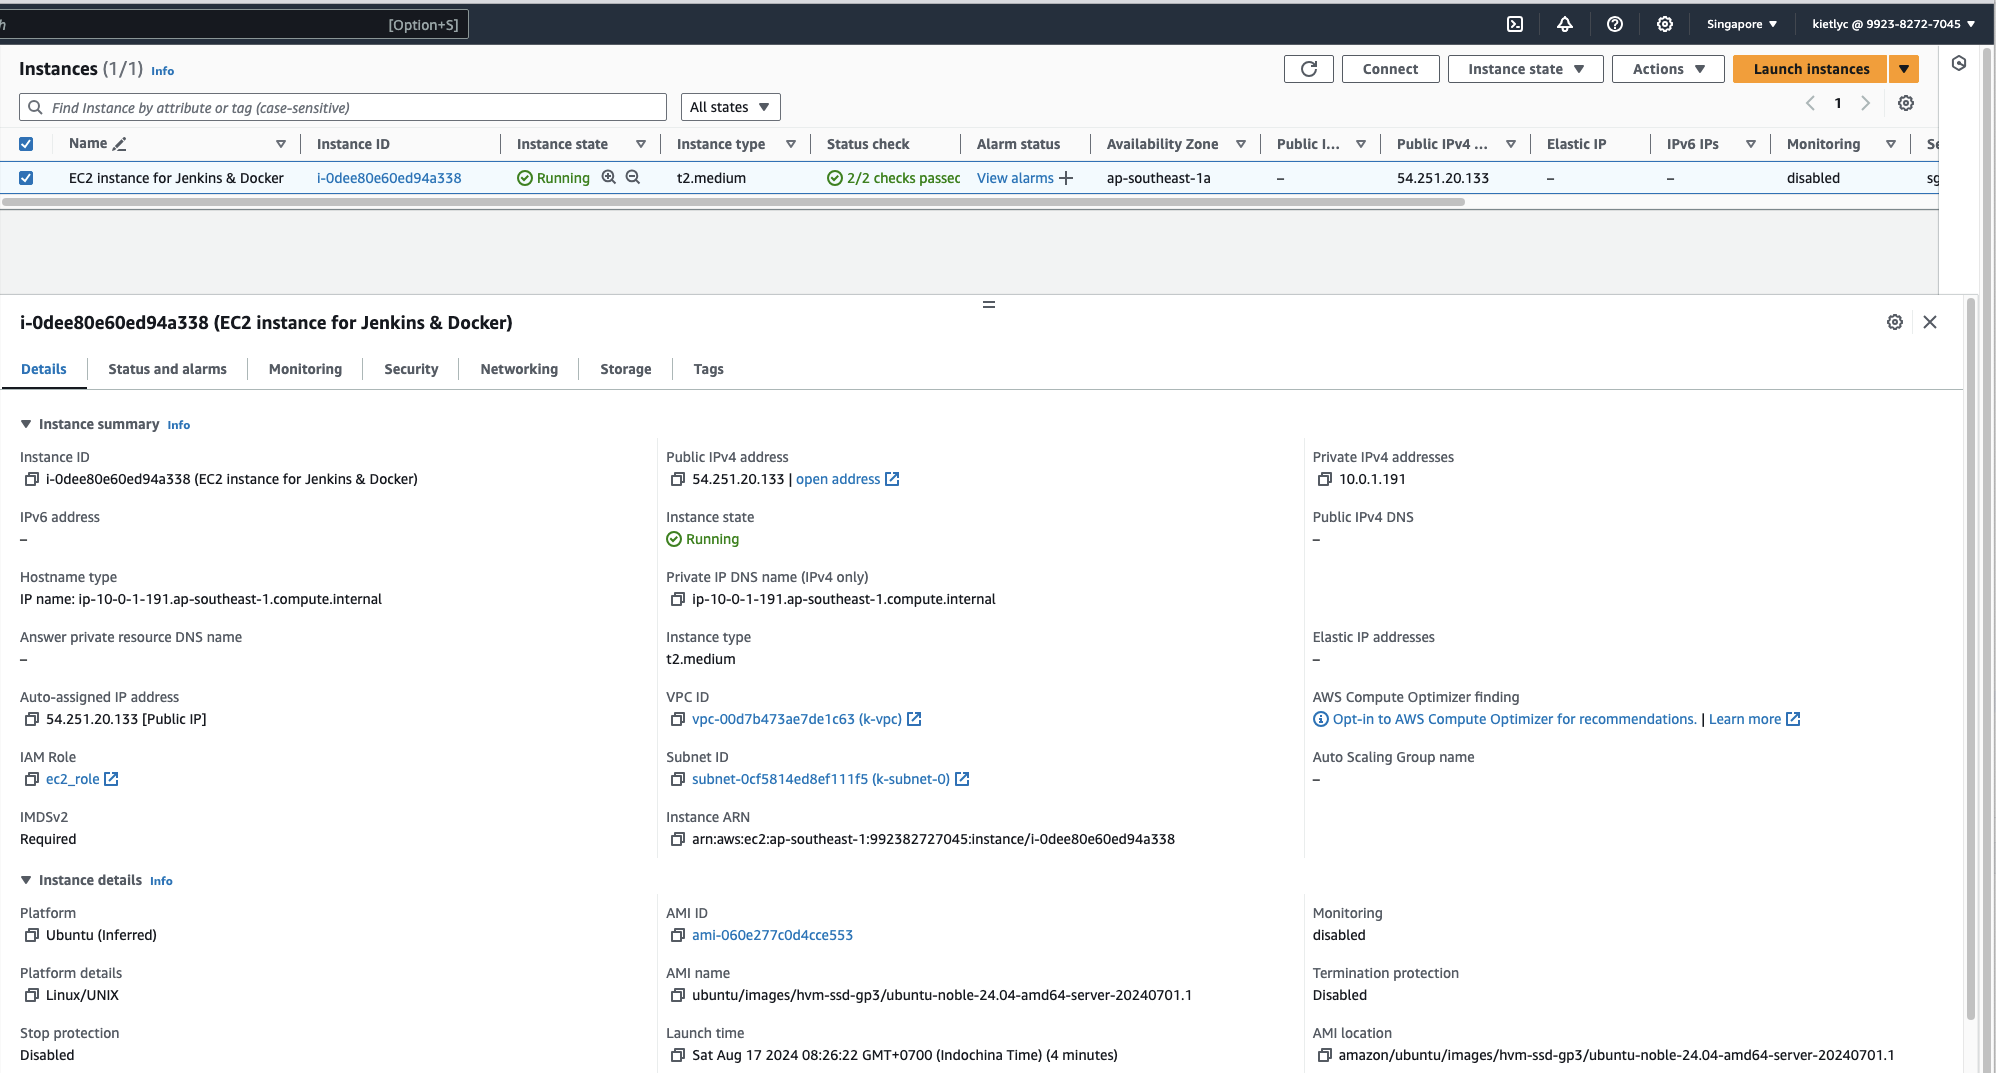 h [Option+S] Singapore ▼ kietlyc @ 9923-8272-7045 ▼
Instances (1/1) Info Connect Instance state ▼ Actions ▼ Launch instances ▼
Find Instance by attribute or tag (case-sensitive) All states ▼ 1
Name Instance ID Instance state Instance type Status check Alarm status Availability Zone Public I... Public IPv4 ... Elastic IP IPv6 IPs Monitoring Se
EC2 instance for Jenkins & Docker i-0dee80e60ed94a338 Running t2.medium 2/2 checks passec View alarms + ap-southeast-1a – 54.251.20.133 – – disabled sg
i-0dee80e60ed94a338 (EC2 instance for Jenkins & Docker)
Details Status and alarms Monitoring Security Networking Storage Tags
▼ Instance summary Info
Instance ID Public IPv4 address Private IPv4 addresses
i-0dee80e60ed94a338 (EC2 instance for Jenkins & Docker) 54.251.20.133 | open address 10.0.1.191
IPv6 address Instance state Public IPv4 DNS
– Running –
Hostname type Private IP DNS name (IPv4 only)
IP name: ip-10-0-1-191.ap-southeast-1.compute.internal ip-10-0-1-191.ap-southeast-1.compute.internal
Answer private resource DNS name Instance type Elastic IP addresses
– t2.medium –
Auto-assigned IP address VPC ID AWS Compute Optimizer finding
54.251.20.133 [Public IP] vpc-00d7b473ae7de1c63 (k-vpc) Opt-in to AWS Compute Optimizer for recommendations. | Learn more
IAM Role Subnet ID Auto Scaling Group name
ec2_role subnet-0cf5814ed8ef111f5 (k-subnet-0) –
IMDSv2 Instance ARN
Required arn:aws:ec2:ap-southeast-1:992382727045:instance/i-0dee80e60ed94a338
▼ Instance details Info
Platform AMI ID Monitoring
Ubuntu (Inferred) ami-060e277c0d4cce553 disabled
Platform details AMI name Termination protection
Linux/UNIX ubuntu/images/hvm-ssd-gp3/ubuntu-noble-24.04-amd64-server-20240701.1 Disabled
Stop protection Launch time AMI location
Disabled Sat Aug 17 2024 08:26:22 GMT+0700 (Indochina Time) (4 minutes) amazon/ubuntu/images/hvm-ssd-gp3/ubuntu-noble-24.04-amd64-server-20240701.1